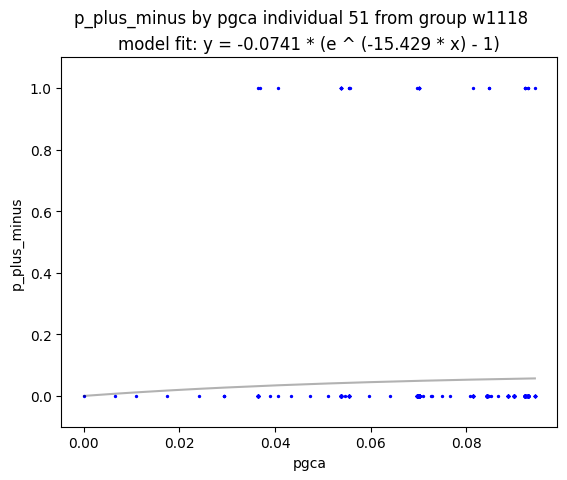 p_plus_minus by pgca individual 51 from group w1118
model fit: y = -0.0741 * (e ^ (-15.429 * x) - 1)
1.0
0.8
0.6
0.4
0.2
0.0
p_plus_minus
0.00 0.02 0.04 0.06 0.08
pgca